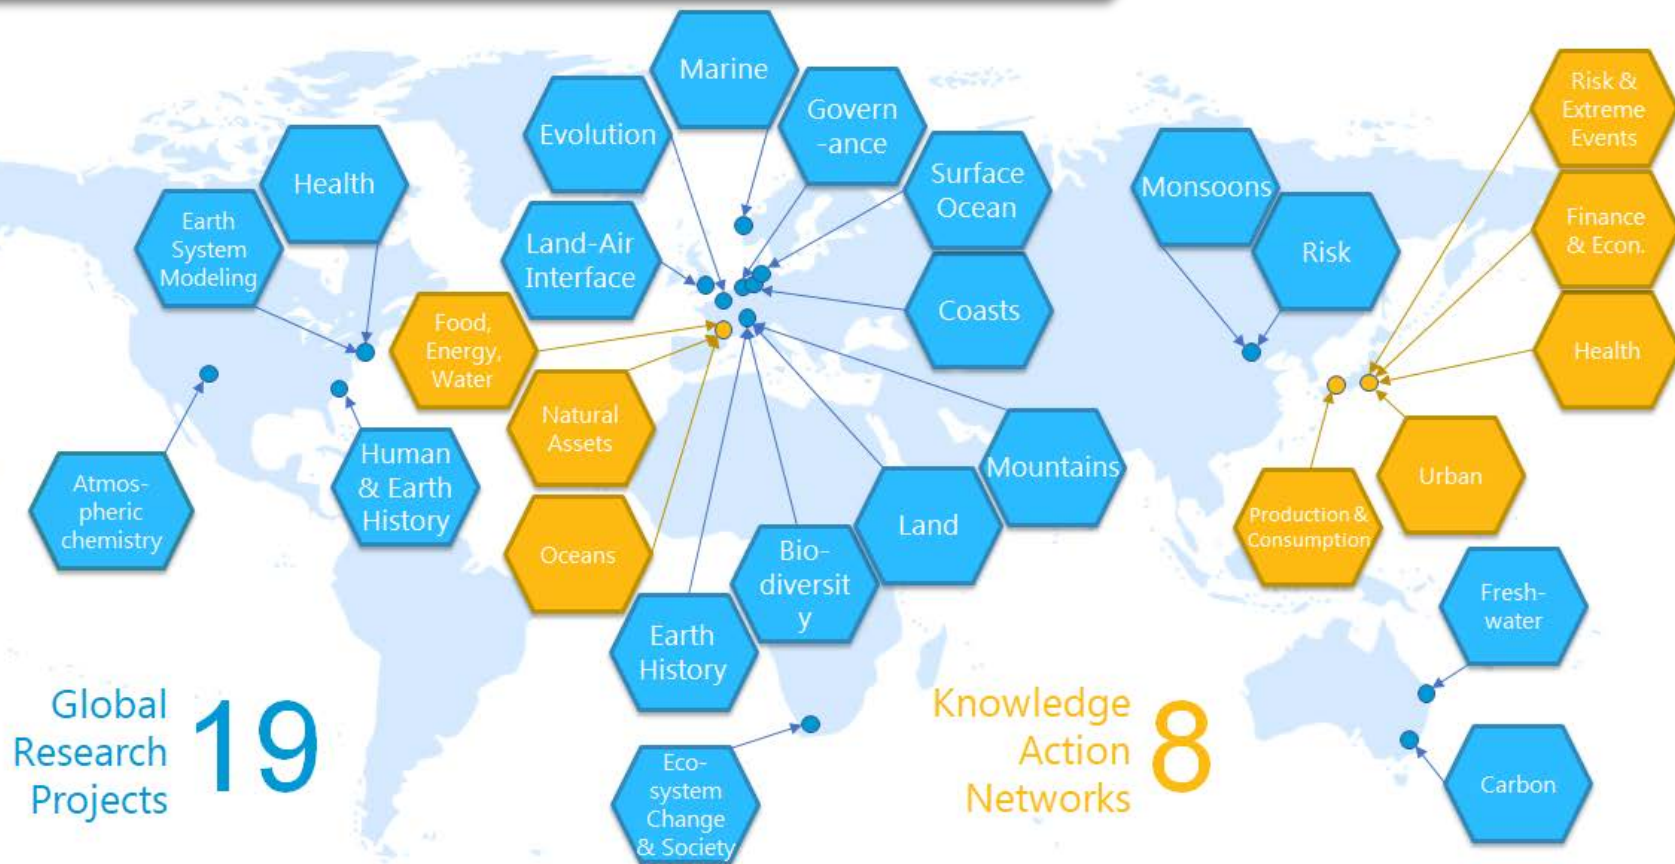 Marine
Govern
-ance
Evolution
Surface
Ocean
Health
Earth
System
Modeling
Land-Air
Interface
Coasts
Monsoons
Risk
Risk &
Extreme
Events
Finance
& Econ.
Health
Food,
Energy,
Water
Natural
Assets
Oceans
Atmos-
pheric
chemistry
Human
& Earth
History
Mountains
Land
Bio-
diversit
y
Earth
History
Eco-
system
Change
& Society
Urban
Production &
Consumption
Fresh-
water
Carbon
Global
Research
Projects
19
Knowledge
Action
Networks
8